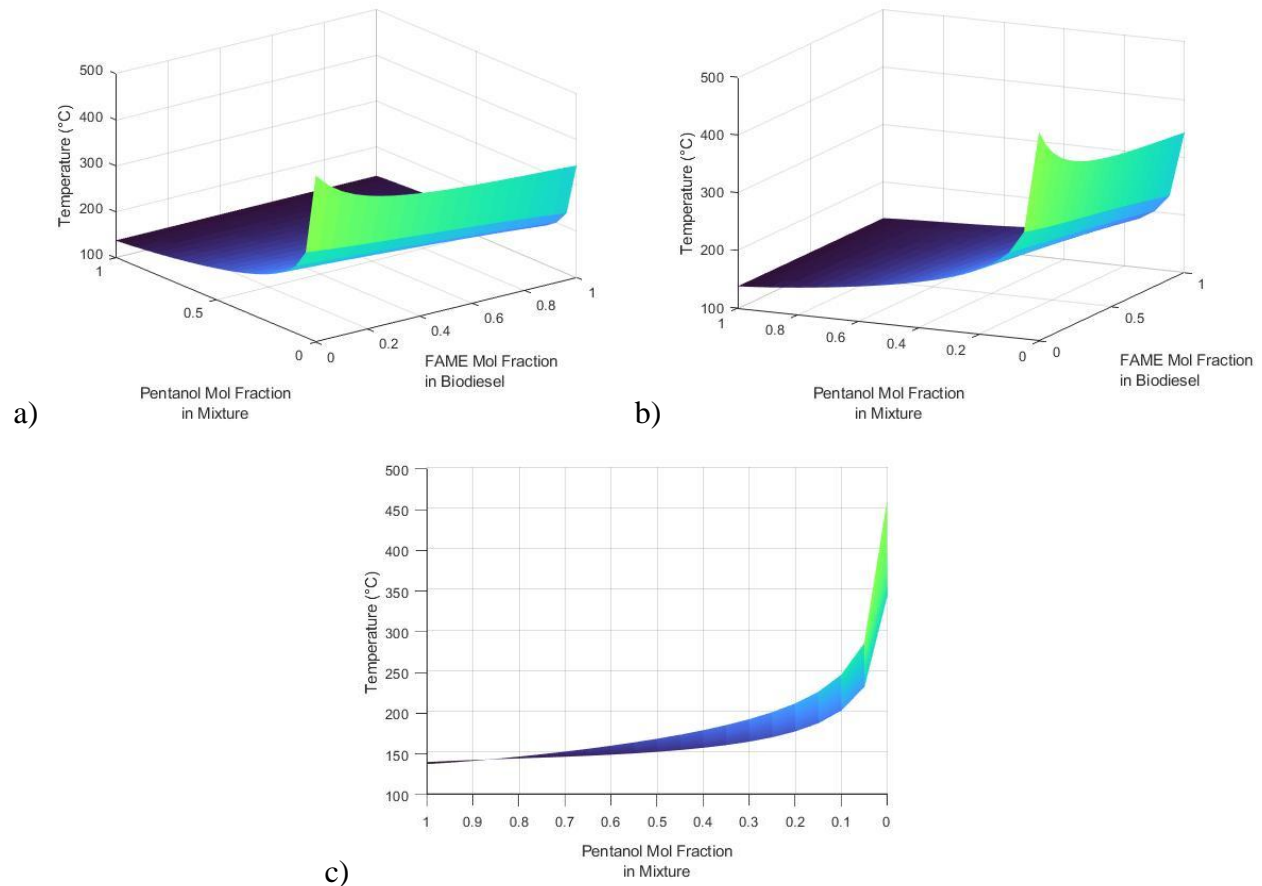 500
400
300
200
100
Temperature (°C)
1
0.5
0
Pentanol Mol Fraction
in Mixture
0
0.2
0.4
0.6
0.8
1
FAME Mol Fraction
in Biodiesel
a)
500
400
300
200
100
Temperature (°C)
1
0.8
0.6
0.4
0.2
0
Pentanol Mol Fraction
in Mixture
0
0.5
1
FAME Mol Fraction
in Biodiesel
b)
500
450
400
350
300
250
200
150
100
Temperature (°C)
1 0.9 0.8 0.7 0.6 0.5 0.4 0.3 0.2 0.1 0
Pentanol Mol Fraction
in Mixture
c)